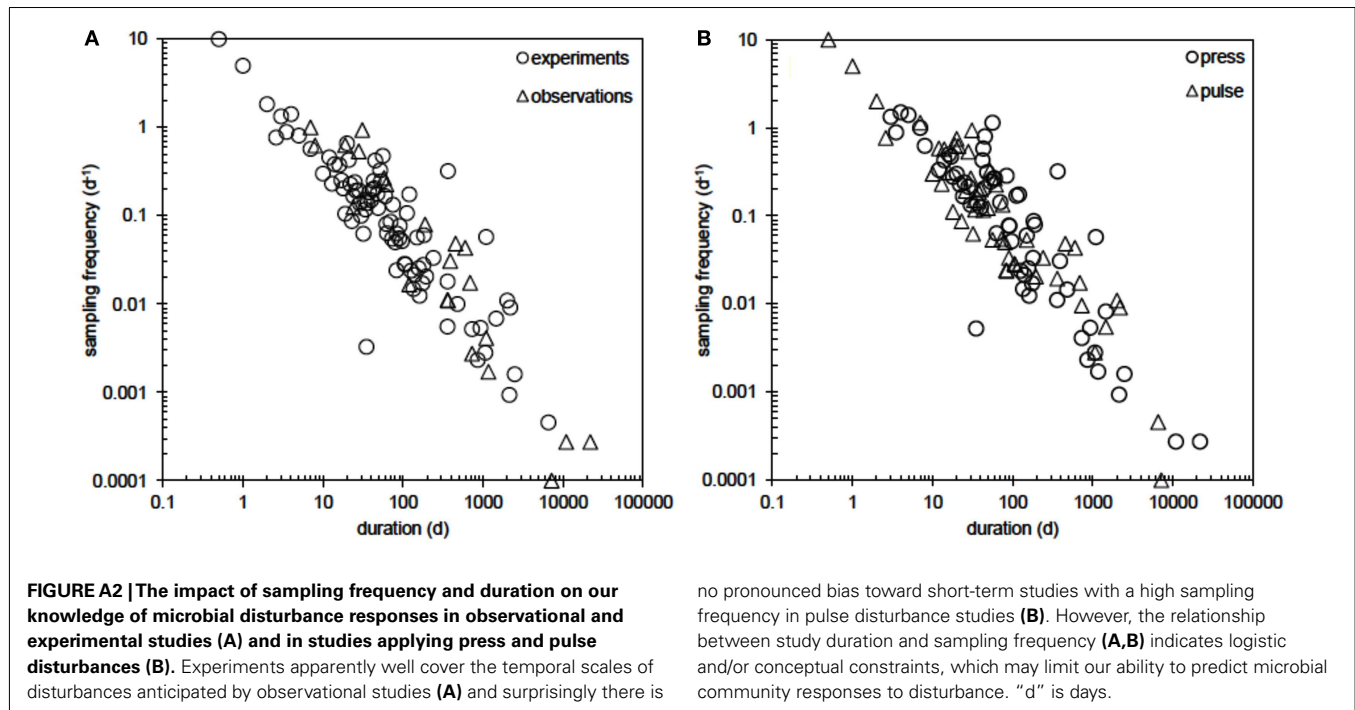 A
10
1
0.1
0.01
0.001
0.0001
sampling frequency (d-1)
0.1 1 10 100 1000 10000 100000
duration (d)
experiments
observations
B
10
1
0.1
0.01
0.001
0.0001
sampling frequency (d-1)
0.1 1 10 100 1000 10000 100000
duration (d)
press
pulse
FIGURE A2 | The impact of sampling frequency and duration on our
knowledge of microbial disturbance responses in observational and
experimental studies (A) and in studies applying press and pulse
disturbances (B). Experiments apparently well cover the temporal scales of
disturbances anticipated by observational studies (A) and surprisingly there is
no pronounced bias toward short-term studies with a high sampling
frequency in pulse disturbance studies (B). However, the relationship
between study duration and sampling frequency (A,B) indicates logistic
and/or conceptual constraints, which may limit our ability to predict microbial
community responses to disturbance. “d” is days.